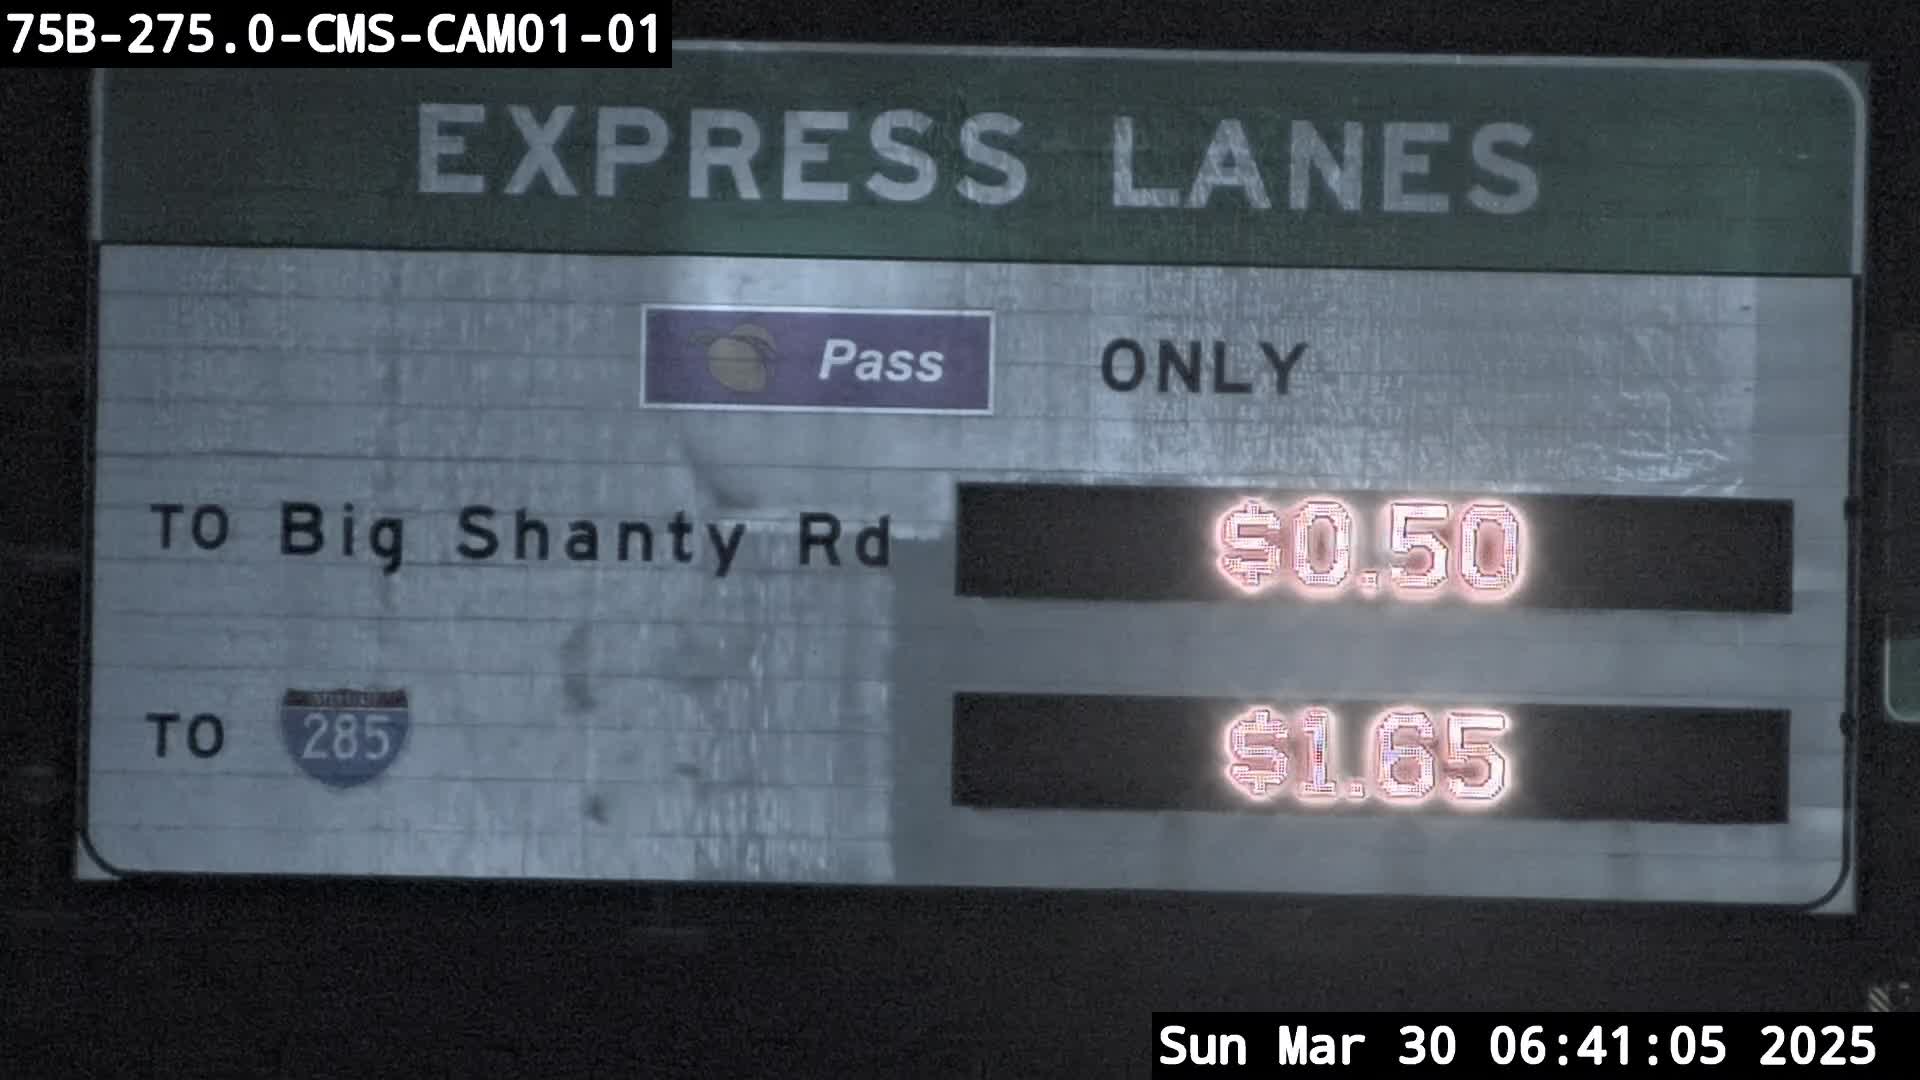 75B-275.0-CMS-CAM01-01
EXPRESS LANES
Pass ONLY
TO Big Shanty Rd $0.50
TO 285 $1.65
Sun Mar 30 06:41:05 2025